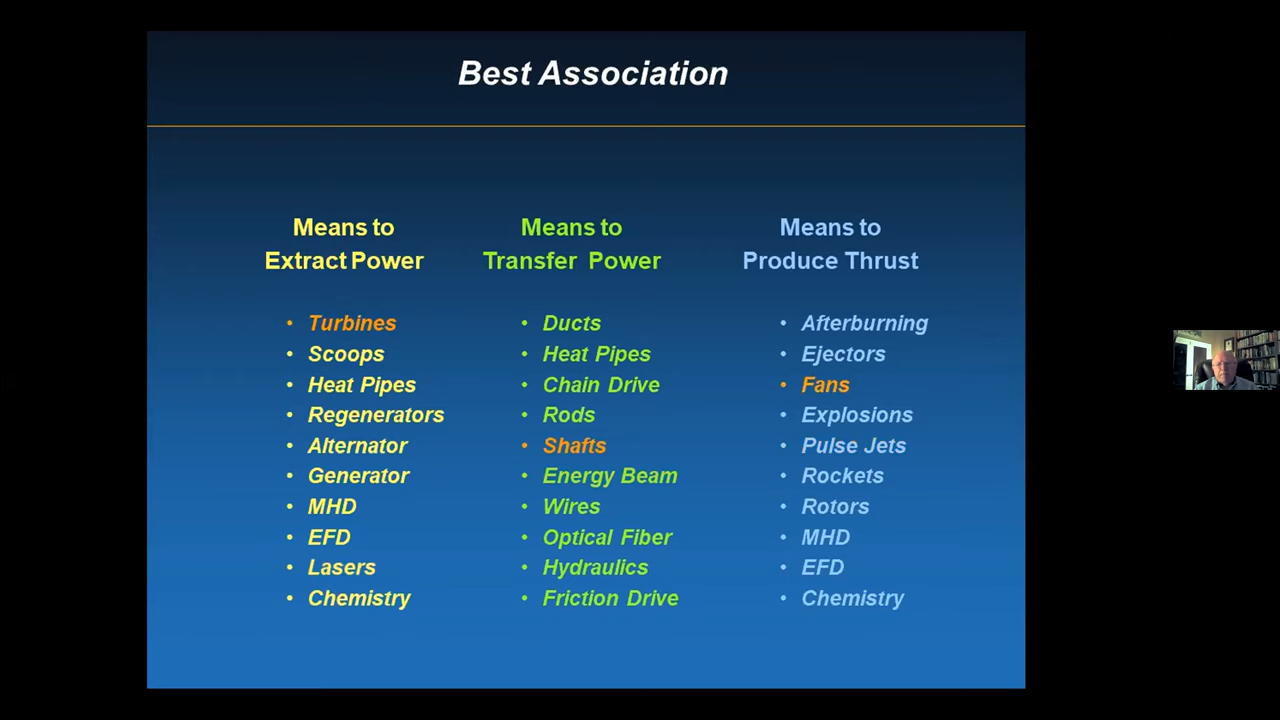 Best Association
Means to
Extract Power
• Turbines
• Scoops
• Heat Pipes
• Regenerators
• Alternator
• Generator
• MHD
• EFD
• Lasers
• Chemistry
Means to
Transfer Power
• Ducts
• Heat Pipes
• Chain Drive
• Rods
• Shafts
• Energy Beam
• Wires
• Optical Fiber
• Hydraulics
• Friction Drive
Means to
Produce Thrust
• Afterburning
• Ejectors
• Fans
• Explosions
• Pulse Jets
• Rockets
• Rotors
• MHD
• EFD
• Chemistry